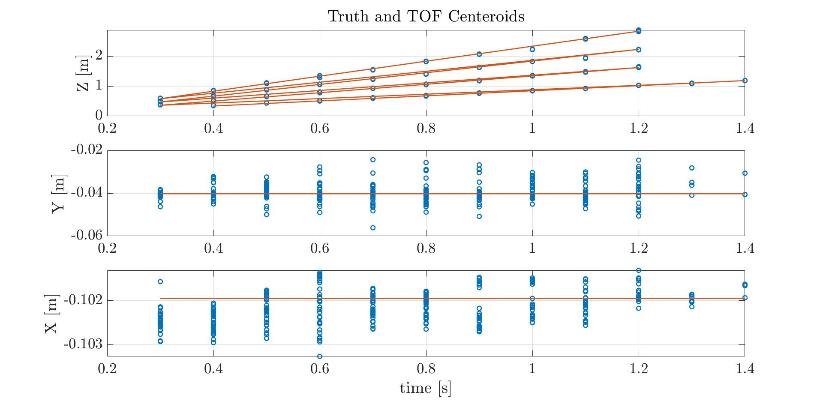 Truth and TOF Centeroids
Z [m]
2
1
0
0.2 0.4 0.6 0.8 1 1.2 1.4
Y [m]
-0.02
-0.04
-0.06
0.2 0.4 0.6 0.8 1 1.2 1.4
X [m]
-0.102
-0.103
0.2 0.4 0.6 0.8 1 1.2 1.4
time [s]